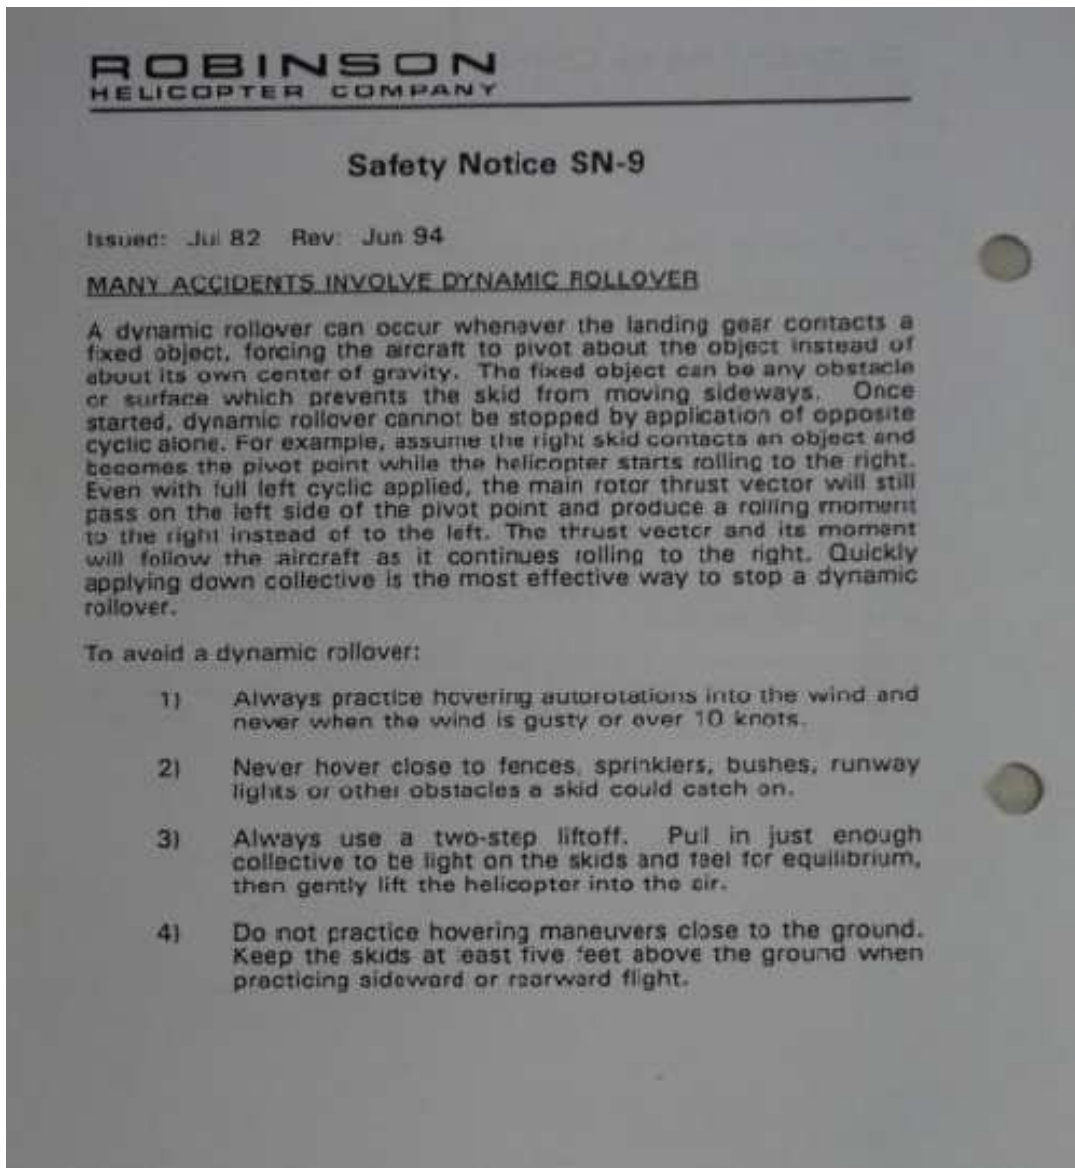 ROBINSON
HELICOPTER COMPANY
Safety Notice SN-9
Issued: Jul 82 Rev: Jun 94
MANY ACCIDENTS INVOLVE DYNAMIC ROLLOVER
A dynamic rollover can occur whenever the landing gear contacts a
fixed object, forcing the aircraft to pivot about the object instead of
about its own center of gravity. The fixed object can be any obstacle
or surface which prevents the skid from moving sideways. Once
started, dynamic rollover cannot be stopped by application of opposite
cyclic alone. For example, assume the right skid contacts an object and
becomes the pivot point while the helicopter starts rolling to the right.
Even with full left cyclic applied, the main rotor thrust vector will still
pass on the left side of the pivot point and produce a rolling moment
to the right instead of to the left. The thrust vector and its moment
will follow the aircraft as it continues rolling to the right. Quickly
applying down collective is the most effective way to stop a dynamic
rollover.
To avoid a dynamic rollover:
1) Always practice hovering autorotations into the wind and
never when the wind is gusty or over 10 knots.
2) Never hover close to fences, sprinklers, bushes, runway
lights or other obstacles a skid could catch on.
3) Always use a two-step liftoff. Pull in just enough
collective to be light on the skids and feel for equilibrium,
then gently lift the helicopter into the air.
4) Do not practice hovering maneuvers close to the ground.
Keep the skids at least five feet above the ground when
practicing sideward or rearward flight.